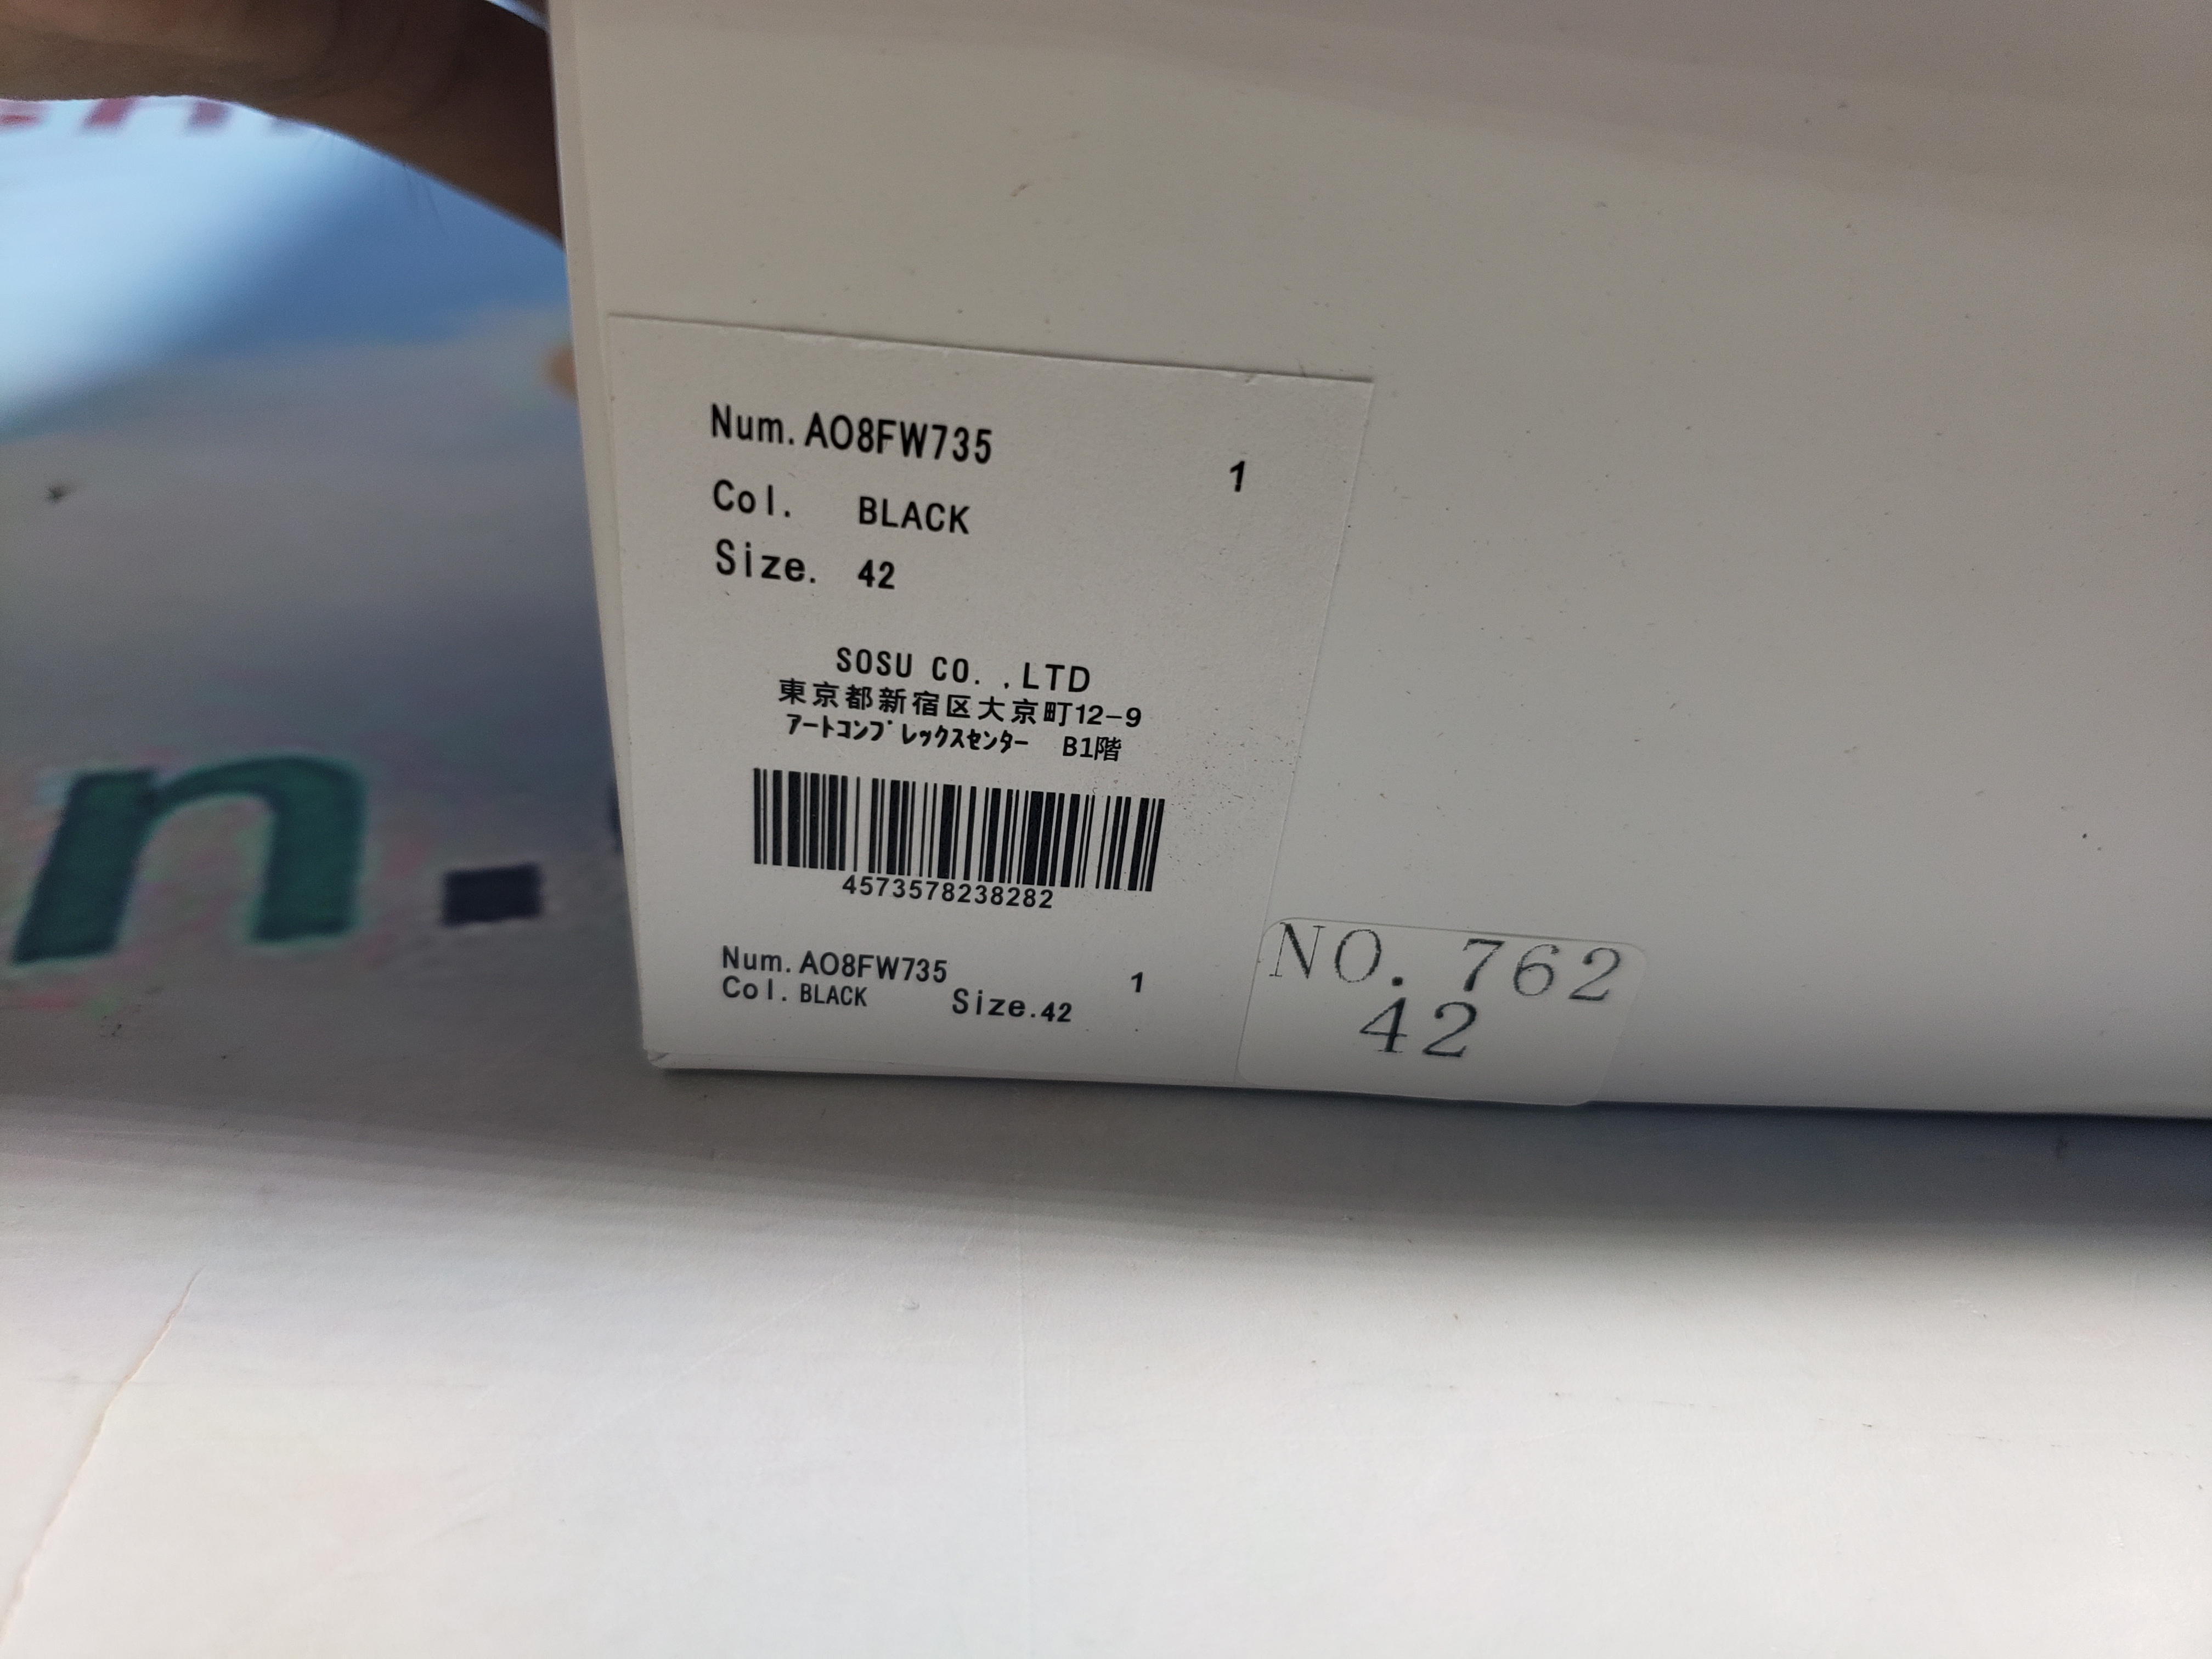 Num. AO8FW735
1
Col. BLACK
Size. 42
SOSU CO. ,LTD
東京都新宿区大京町12-9
ｱｰﾄｺﾝﾌﾟﾚｯｸｽｾﾝﾀｰ B1階
4573578238282
Num. AO8FW735
1
Col. BLACK Size.42
NO. 762
42
n.